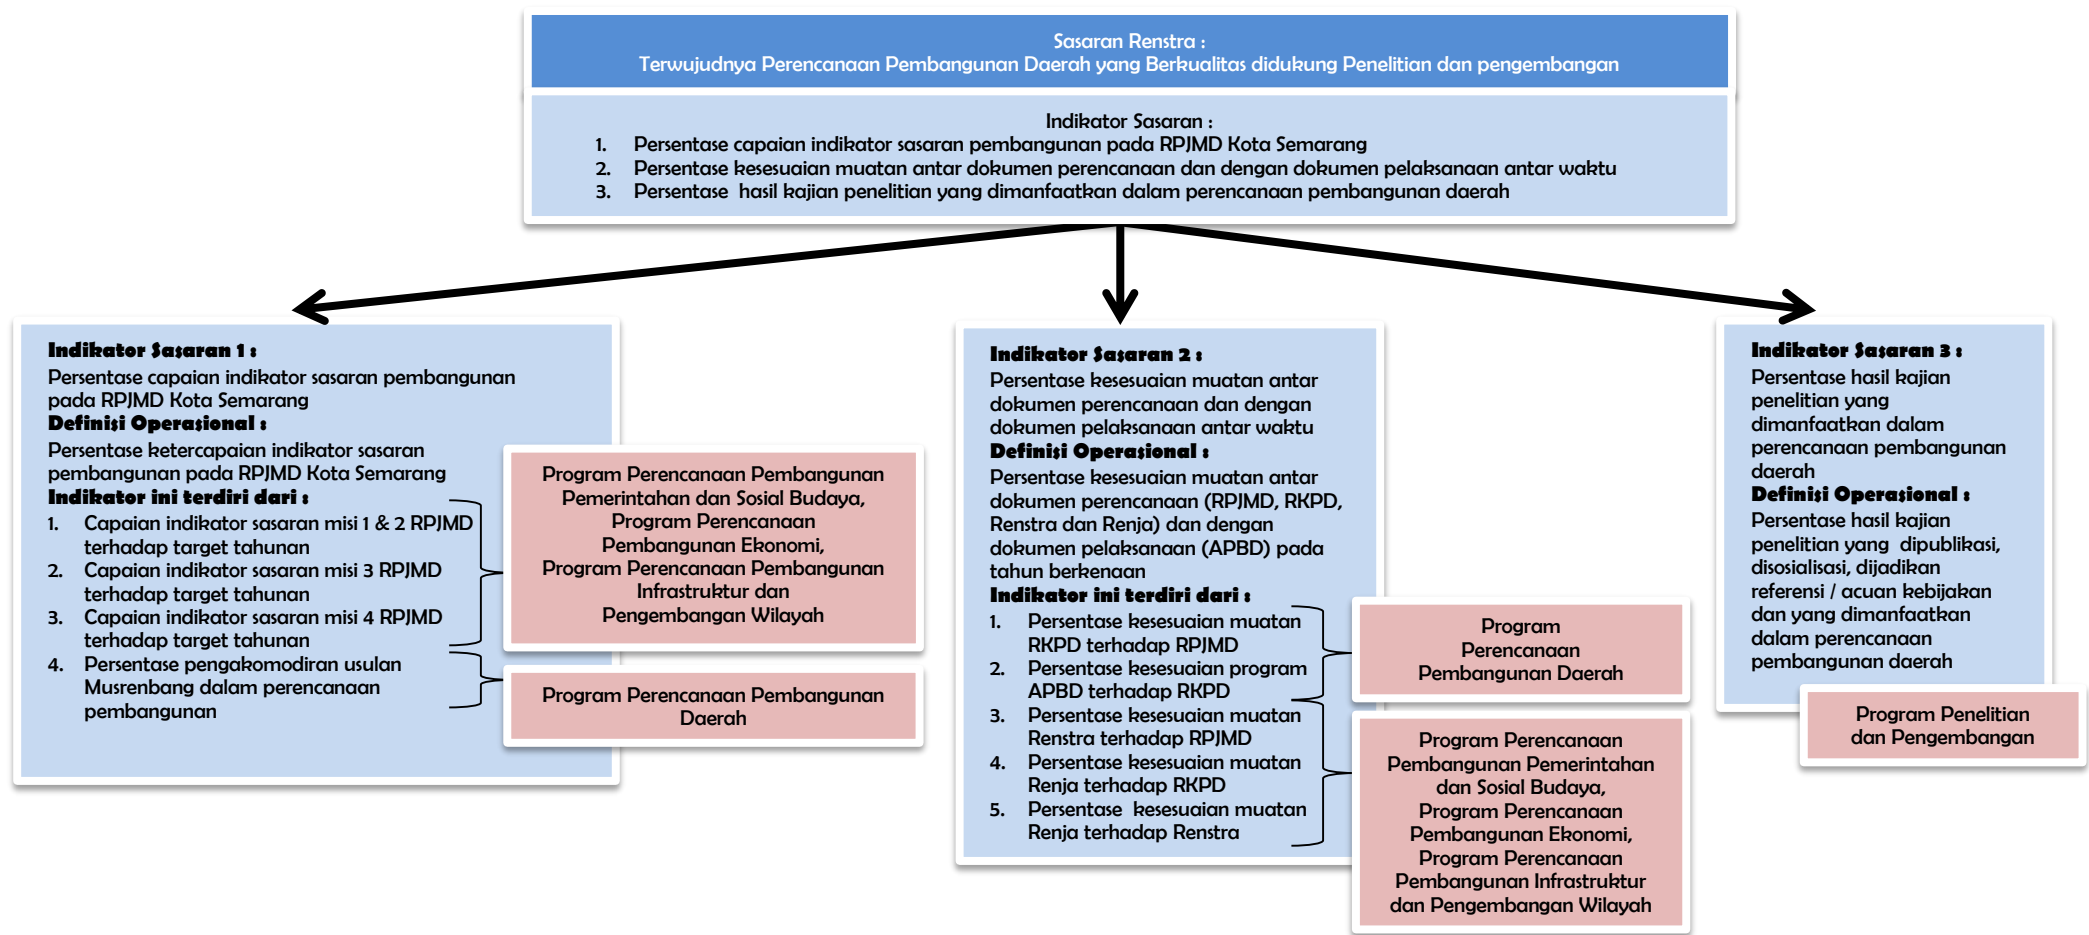 Sasaran Renstra :
Terwujudnya Perencanaan Pembangunan Daerah yang Berkualitas didukung Penelitian dan pengembangan
Indikator Sasaran :
1. Persentase capaian indikator sasaran pembangunan pada RPJMD Kota Semarang
2. Persentase kesesuaian muatan antar dokumen perencanaan dan dengan dokumen pelaksanaan antar waktu
3. Persentase hasil kajian penelitian yang dimanfaatkan dalam perencanaan pembangunan daerah
Indikator Sasaran 1 :
Persentase capaian indikator sasaran pembangunan
pada RPJMD Kota Semarang
Definisi Operasional :
Persentase ketercapaian indikator sasaran
pembangunan pada RPJMD Kota Semarang
Indikator ini terdiri dari :
1. Capaian indikator sasaran misi 1 & 2 RPJMD
terhadap target tahunan
2. Capaian indikator sasaran misi 3 RPJMD
terhadap target tahunan
3. Capaian indikator sasaran misi 4 RPJMD
terhadap target tahunan
4. Persentase pengakomodiran usulan
Musrenbang dalam perencanaan
pembangunan
Program Perencanaan Pembangunan
Pemerintahan dan Sosial Budaya,
Program Perencanaan
Pembangunan Ekonomi,
Program Perencanaan Pembangunan
Infrastruktur dan
Pengembangan Wilayah
Program Perencanaan Pembangunan
Daerah
Indikator Sasaran 2 :
Persentase kesesuaian muatan antar
dokumen perencanaan dan dengan
dokumen pelaksanaan antar waktu
Definisi Operasional :
Persentase kesesuaian muatan antar
dokumen perencanaan (RPJMD, RKPD,
Renstra dan Renja) dan dengan
dokumen pelaksanaan (APBD) pada
tahun berkenaan
Indikator ini terdiri dari :
1. Persentase kesesuaian muatan
RKPD terhadap RPJMD
2. Persentase kesesuaian program
APBD terhadap RKPD
3. Persentase kesesuaian muatan
Renstra terhadap RPJMD
4. Persentase kesesuaian muatan
Renja terhadap RKPD
5. Persentase kesesuaian muatan
Renja terhadap Renstra
Program
Perencanaan
Pembangunan Daerah
Program Perencanaan
Pembangunan Pemerintahan
dan Sosial Budaya,
Program Perencanaan
Pembangunan Ekonomi,
Program Perencanaan
Pembangunan Infrastruktur
dan Pengembangan Wilayah
Indikator Sasaran 3 :
Persentase hasil kajian
penelitian yang
dimanfaatkan dalam
perencanaan pembangunan
daerah
Definisi Operasional :
Persentase hasil kajian
penelitian yang dipublikasi,
disosialisasi, dijadikan
referensi / acuan kebijakan
dan yang dimanfaatkan
dalam perencanaan
pembangunan daerah
Program Penelitian
dan Pengembangan